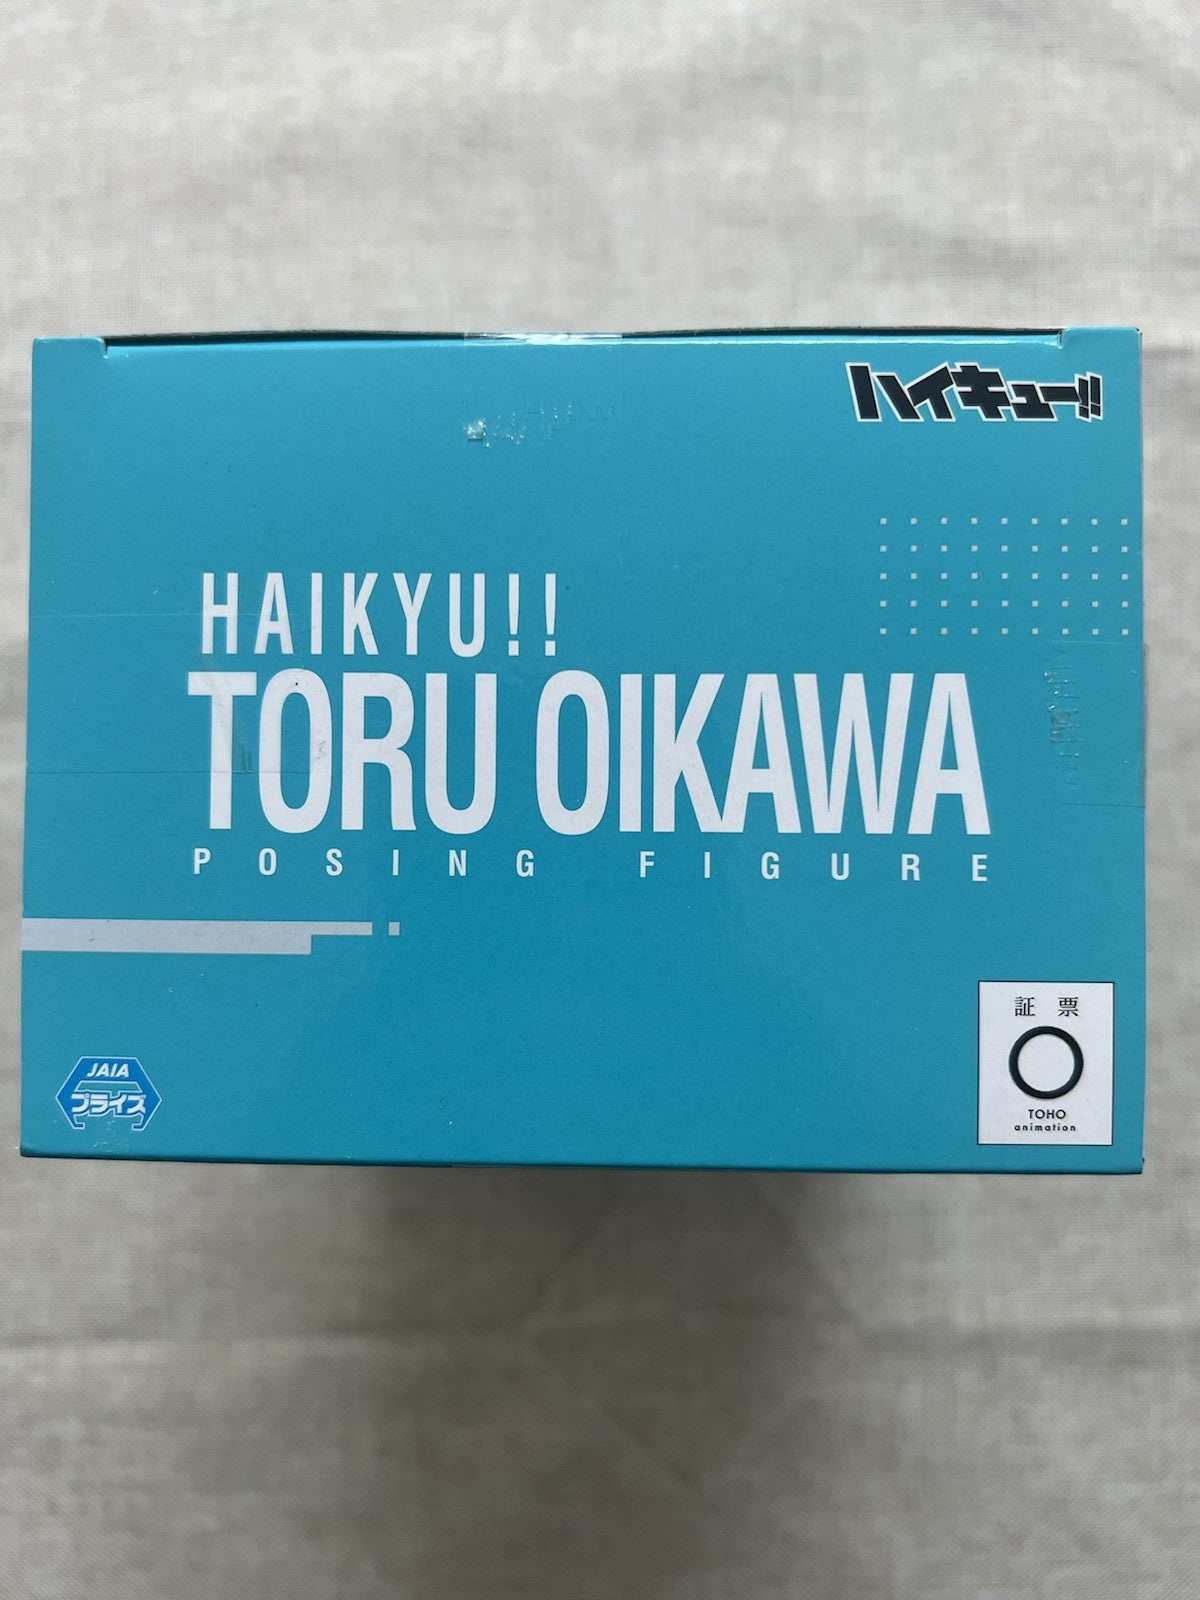 ハイキュー!!
HAIKYU!!
TORU OIKAWA
POSING FIGURE
JAIA
プライズ
証 票
TOHO
animation